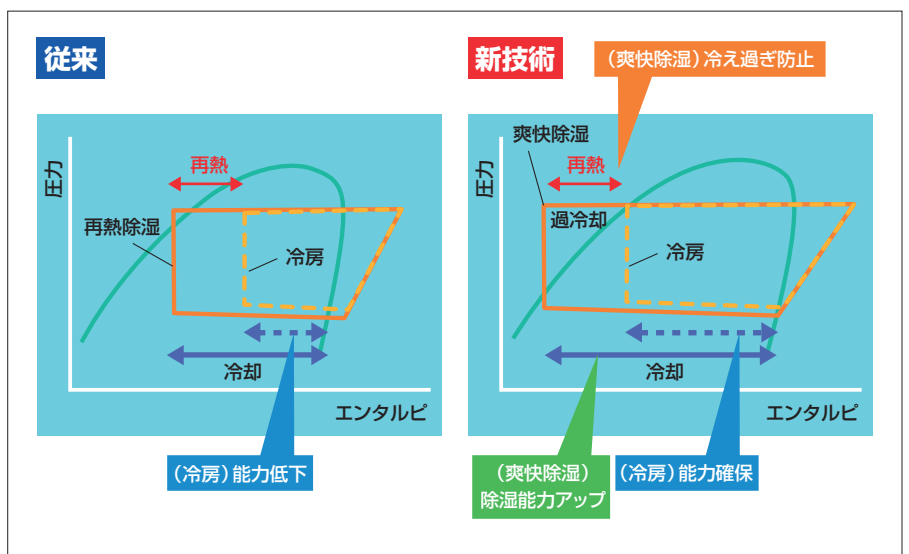 従来
圧力
再熱
再熱除湿
冷房
冷却
エンタルピ
(冷房)能力低下
新技術
(爽快除湿)冷え過ぎ防止
圧力
爽快除湿
再熱
過冷却
冷房
冷却
エンタルピ
(爽快除湿)
除湿能力アップ
(冷房)能力確保